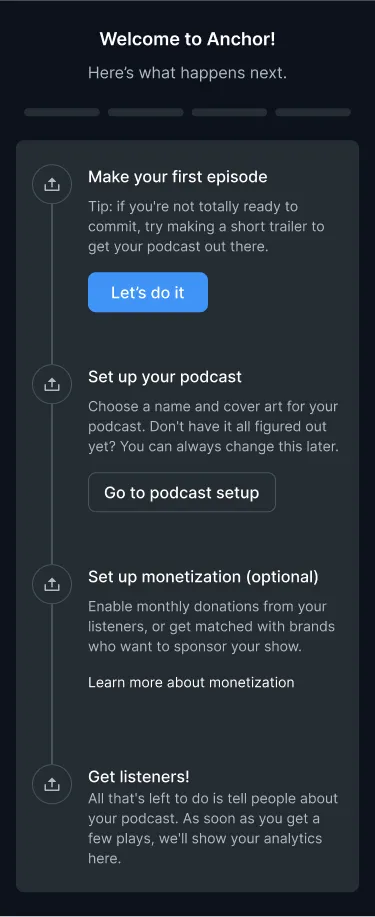 Welcome to Anchor!
Here’s what happens next.
Make your first episode
Tip: if you're not totally ready to
commit, try making a short trailer to
get your podcast out there.
Let’s do it
Set up your podcast
Choose a name and cover art for your
podcast. Don't have it all figured out
yet? You can always change this later.
Go to podcast setup
Set up monetization (optional)
Enable monthly donations from your
listeners, or get matched with brands
who want to sponsor your show.
Learn more about monetization
Get listeners!
All that's left to do is tell people about
your podcast. As soon as you get a
few plays, we'll show your analytics
here.